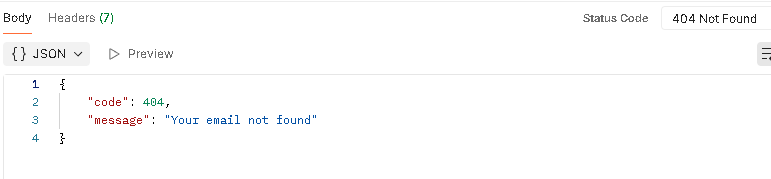 Body Headers (7) Status Code 404 Not Found
{} JSON Preview
1 {
2 "code": 404,
3 "message": "Your email not found"
4 }